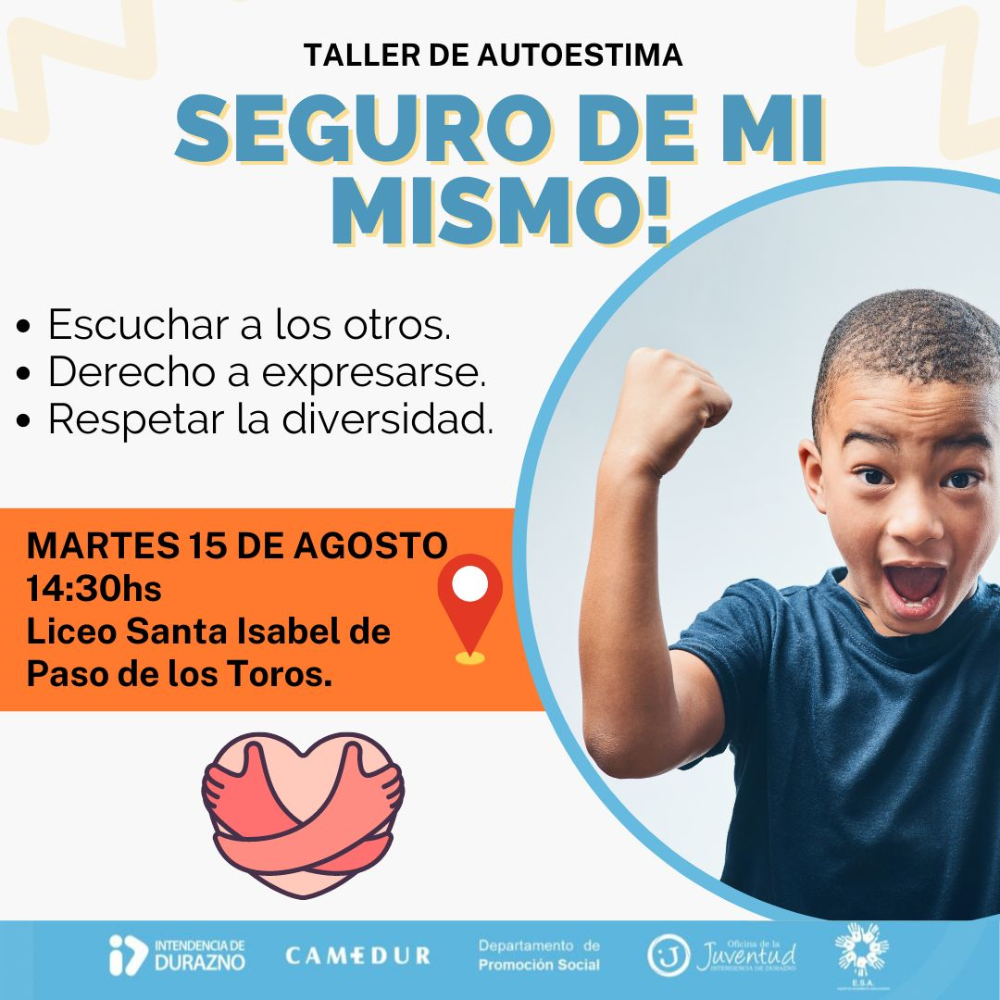 TALLER DE AUTOESTIMA
SEGURO DE MI
MISMO!
• Escuchar a los otros.
• Derecho a expresarse.
• Respetar la diversidad.
MARTES 15 DE AGOSTO
14:30hs
Liceo Santa Isabel de
Paso de los Toros.
INTENDENCIA DE
DURAZNO
CAMEDUR
Departamento de
Promoción Social
Oficina de la
Juventud
INTENDENCIA DE DURAZNO
E.S.A.